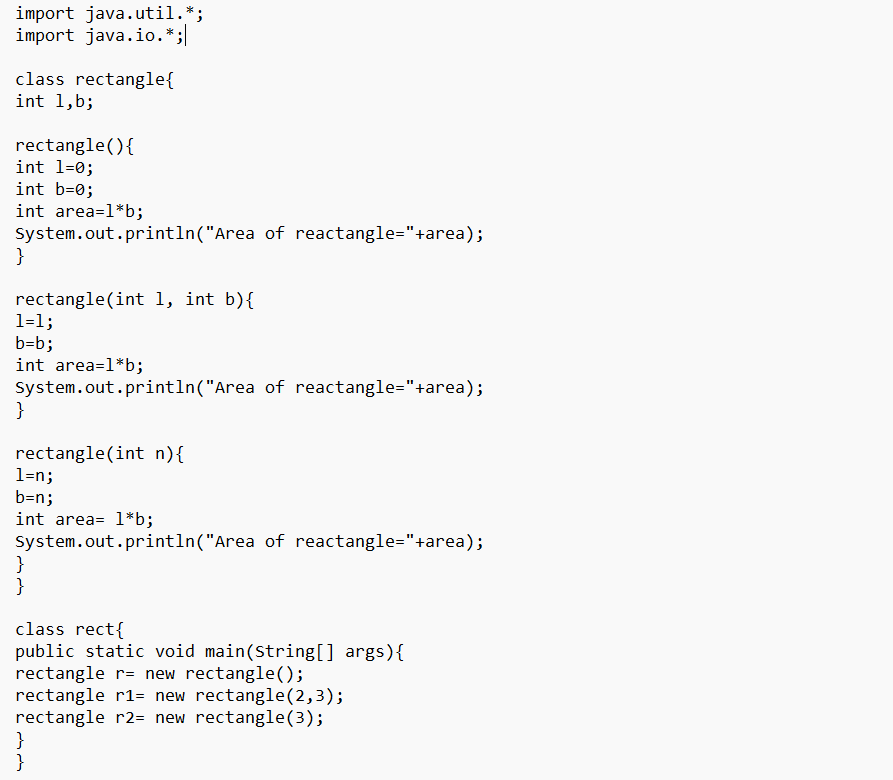 import java.util.*;
import java.io.*;
class rectangle{
int l,b;
rectangle(){
int l=0;
int b=0;
int area=l*b;
System.out.println("Area of reactangle="+area);
}
rectangle(int l, int b){
l=l;
b=b;
int area=l*b;
System.out.println("Area of reactangle="+area);
}
rectangle(int n){
l=n;
b=n;
int area= l*b;
System.out.println("Area of reactangle="+area);
}
}
class rect{
public static void main(String[] args){
rectangle r= new rectangle();
rectangle r1= new rectangle(2,3);
rectangle r2= new rectangle(3);
}
}